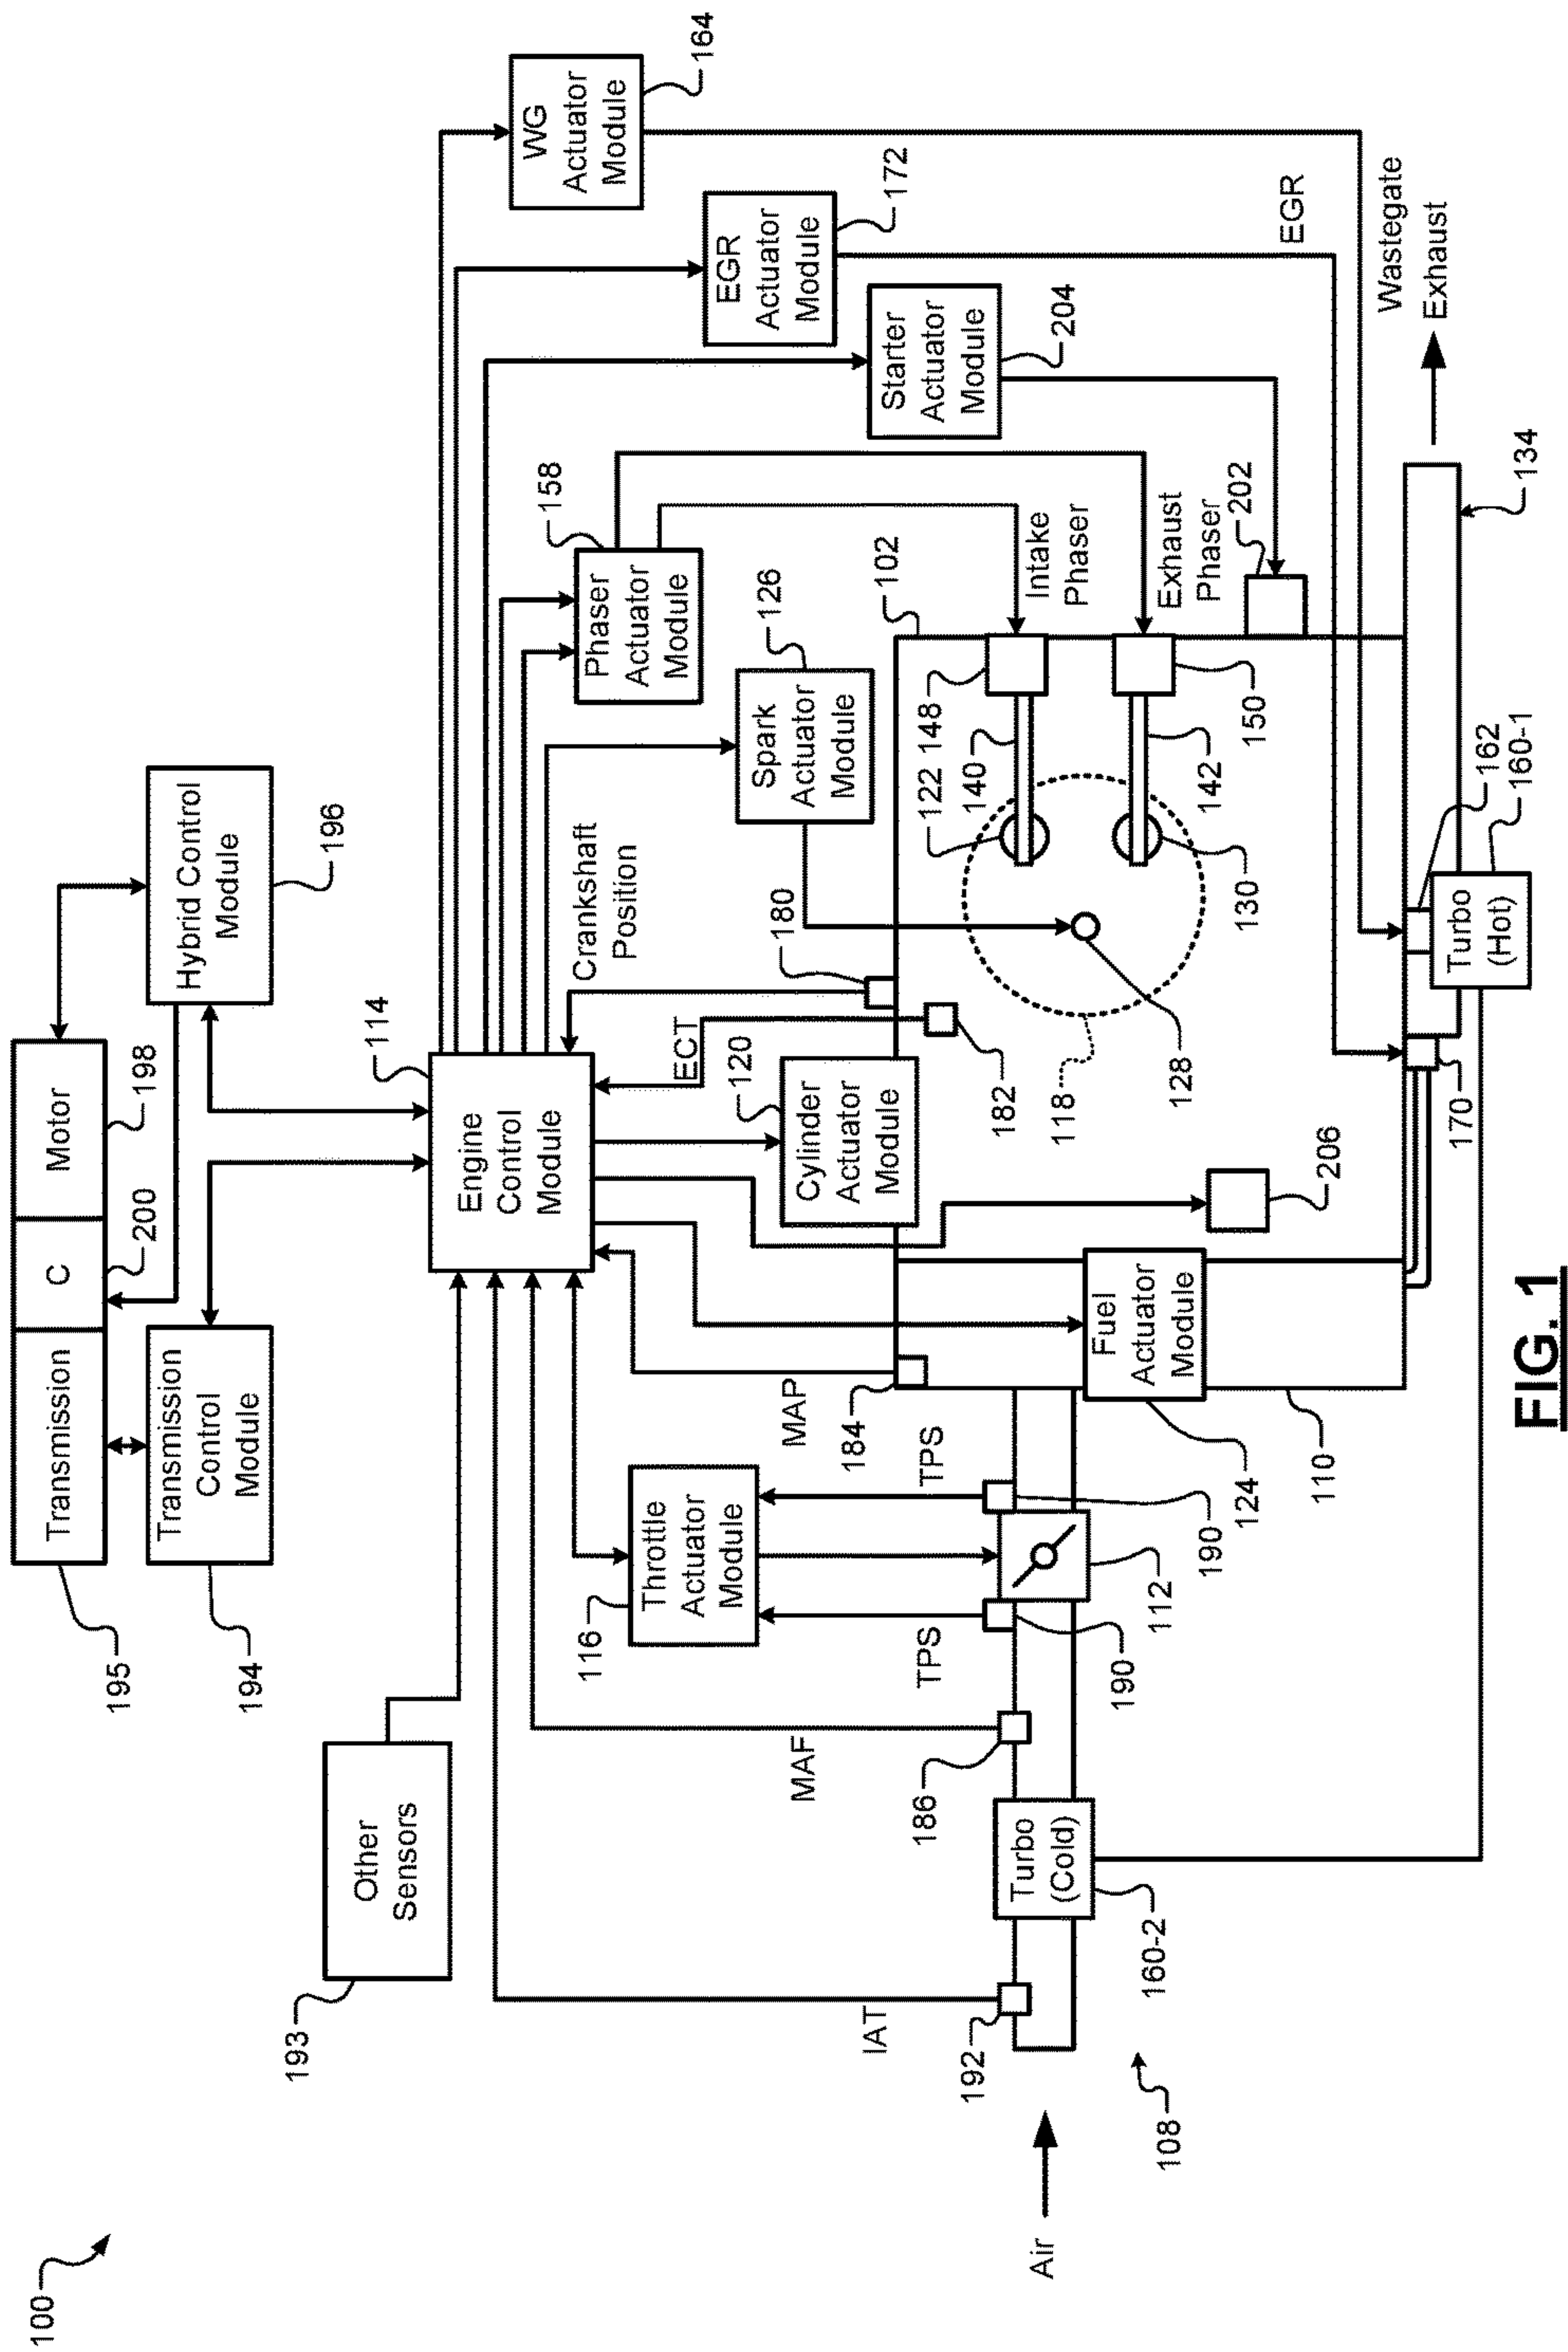 100
195
Transmission
C
Motor
200
198
194
Transmission
Control
Module
Hybrid Control
Module
196
193
Other
Sensors
114
Engine
Control
Module
WG
Actuator
Module
164
EGR
Actuator
Module
172
Starter
Actuator
Module
204
158
Phaser
Actuator
Module
126
Spark
Actuator
Module
Crankshaft
Position
180
ECT
120
Cylinder
Actuator
Module
182
116
Throttle
Actuator
Module
MAP
184
TPS
190
TPS
190
MAF
186
IAT
192
Air
108
Turbo
(Cold)
160-2
112
124
Fuel
Actuator
Module
110
206
118
128
122
140
148
130
142
150
102
Intake
Phaser
Exhaust
Phaser
202
EGR
Wastegate
Exhaust
134
170
162
160-1
Turbo
(Hot)
FIG. 1